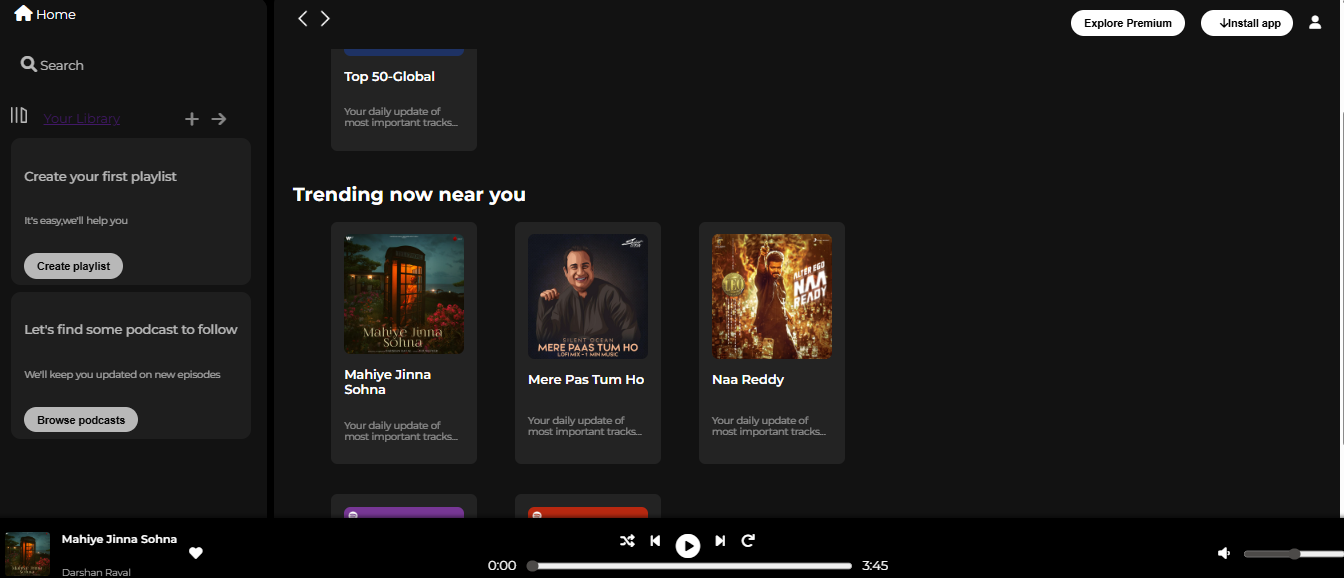 Home
Search
Your Library
Create your first playlist
It's easy,we'll help you
Create playlist
Let's find some podcast to follow
We'll keep you updated on new episodes
Browse podcasts
Explore Premium
Install app
Top 50-Global
Your daily update of
most important tracks...
Trending now near you
Mahiye Jinna
Sohna
Mahiye Jinna
Sohna
Your daily update of
most important tracks...
SILENT OCEAN
MERE PAAS TUM HO
LOFI MIX - 1 MIN MUSIC
Mere Pas Tum Ho
Your daily update of
most important tracks...
ALTER EGO
NAA
READY
Naa Reddy
Your daily update of
most important tracks...
Mahiye Jinna Sohna
Darshan Raval
0:00
3:45